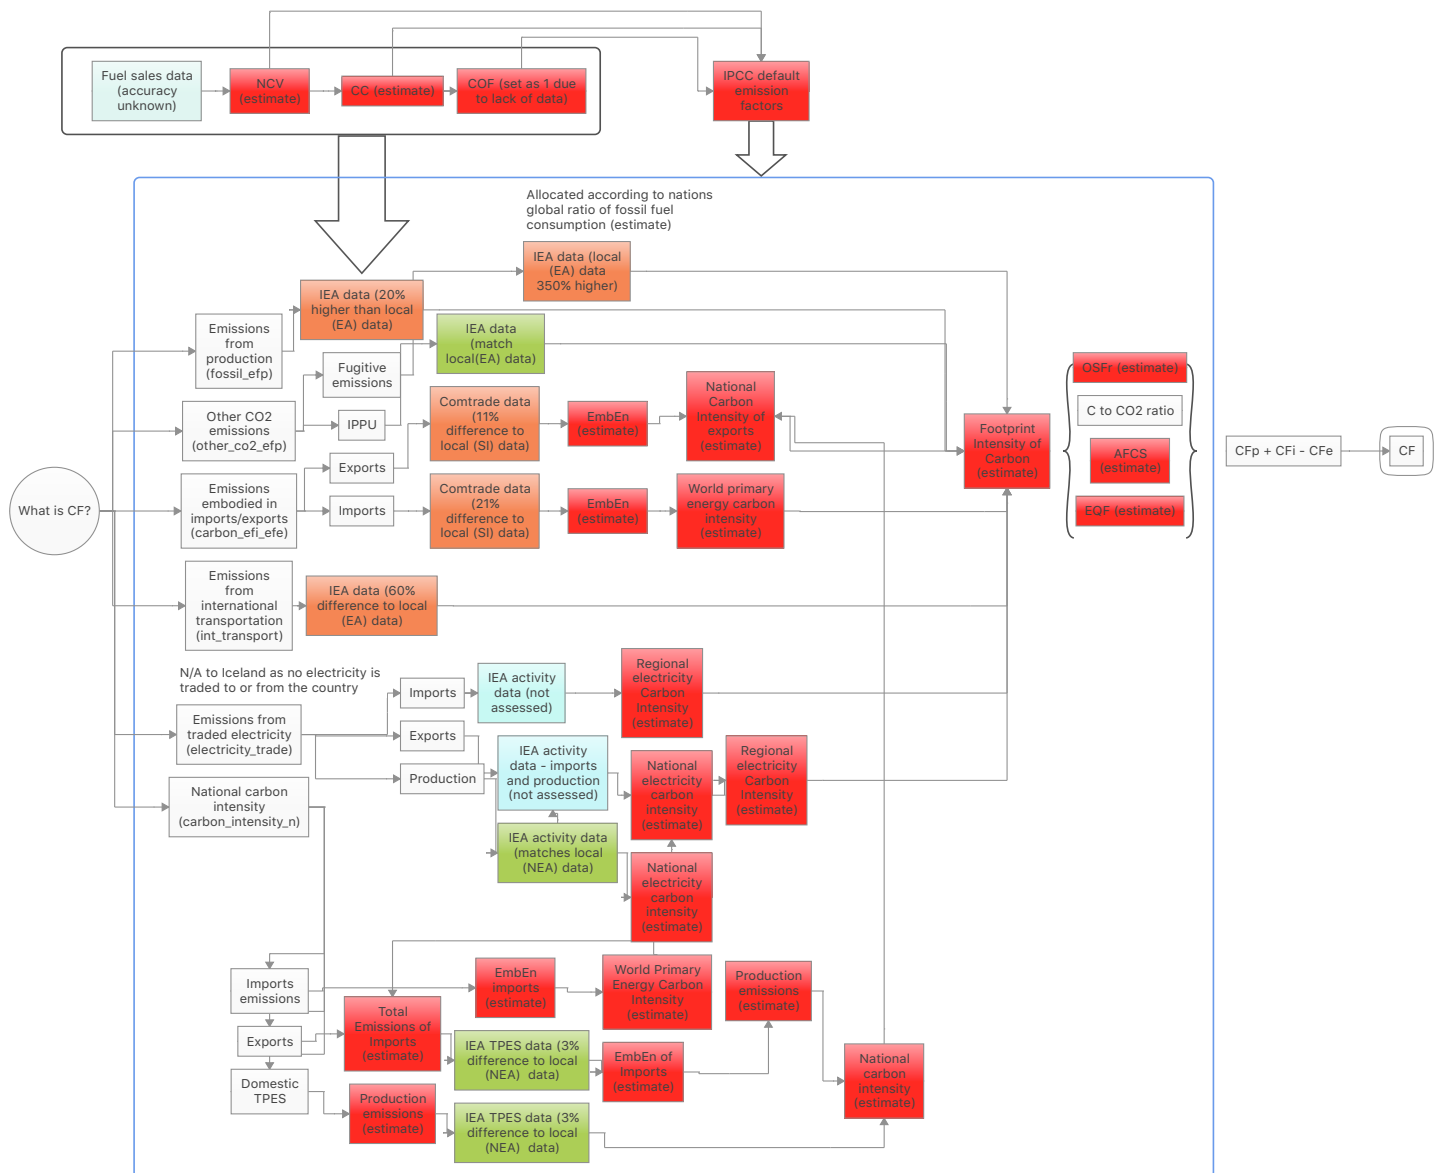 Fuel sales data
(accuracy
unknown)
NCV
(estimate)
CC (estimate)
COF (set as 1 due
to lack of data)
IPCC default
emission
factors
Allocated according to nations
global ratio of fossil fuel
consumption (estimate)
IEA data (local
(EA) data
350% higher)
IEA data (20%
higher than local
(EA) data)
IEA data
(match
local(EA) data)
Emissions
from
production
(fossil_efp)
Fugitive
emissions
Other CO2
emissions
(other_co2_efp)
IPPU
Comtrade data
(11%
difference to
local (SI) data)
EmbEn
(estimate)
National
Carbon
Intensity of
exports
(estimate)
Footprint
Intensity of
Carbon
(estimate)
OSFr (estimate)
C to CO2 ratio
AFCS
(estimate)
EQF (estimate)
CFp + CFi - CFe
CF
What is CF?
Exports
Emissions
embodied in
imports/exports
(carbon_efi_efe)
Imports
Comtrade data
(21%
difference to
local (SI) data)
EmbEn
(estimate)
World primary
energy carbon
intensity
(estimate)
Emissions
from
international
transportation
(int_transport)
IEA data (60%
difference to local
(EA) data)
N/A to Iceland as no electricity is
traded to or from the country
Imports
IEA activity
data (not
assessed)
Regional
electricity
Carbon
Intensity
(estimate)
Emissions from
traded electricity
(electricity_trade)
Exports
Production
IEA activity
data - imports
and production
(not assessed)
National
electricity
carbon
intensity
(estimate)
Regional
electricity
Carbon
Intensity
(estimate)
National carbon
intensity
(carbon_intensity_n)
IEA activity data
(matches local
(NEA) data)
National
electricity
carbon
intensity
(estimate)
Imports
emissions
EmbEn
imports
(estimate)
World Primary
Energy Carbon
Intensity
(estimate)
Production
emissions
(estimate)
Exports
Total
Emissions of
Imports
(estimate)
IEA TPES data (3%
difference to local
(NEA) data)
EmbEn of
Imports
(estimate)
National
carbon
intensity
(estimate)
Domestic
TPES
Production
emissions
(estimate)
IEA TPES data (3%
difference to local
(NEA) data)